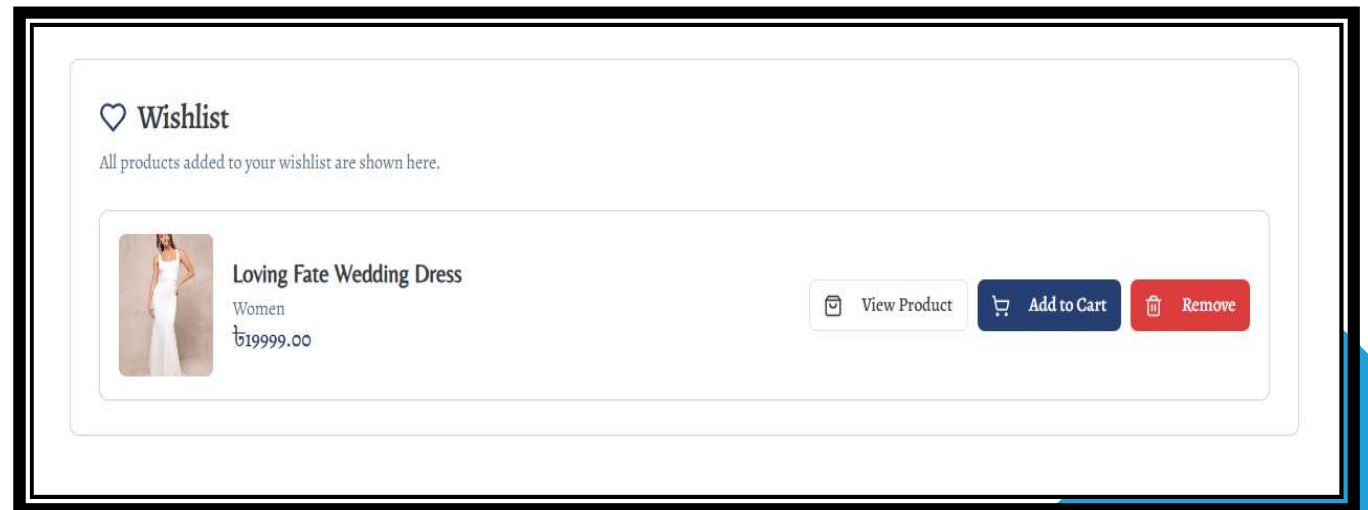 Wishlist
All products added to your wishlist are shown here.
Loving Fate Wedding Dress
Women
৳19999.00
View Product
Add to Cart
Remove